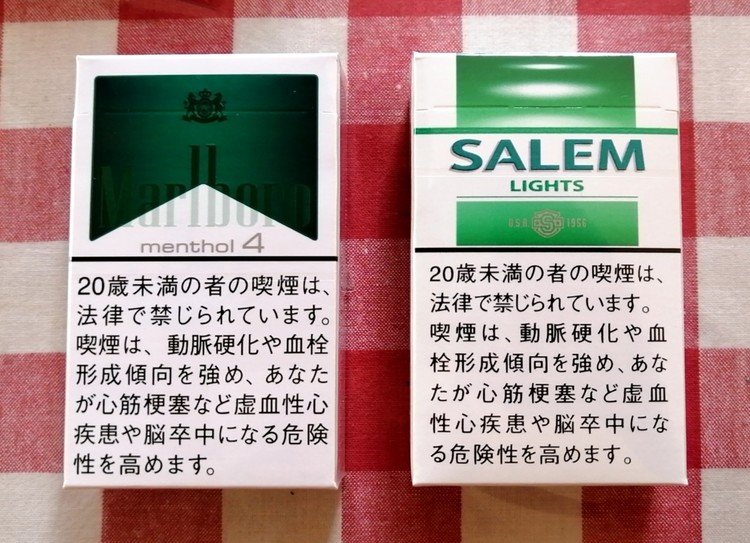 Marlboro
menthol 4
20歳未満の者の喫煙は、
法律で禁じられています。
喫煙は、動脈硬化や血栓
形成傾向を強め、あなた
が心筋梗塞など虚血性心
疾患や脳卒中になる危険
性を高めます。
SALEM
LIGHTS
U.S.A. 1956
20歳未満の者の喫煙は、
法律で禁じられています。
喫煙は、動脈硬化や血
栓形成傾向を強め、あな
たが心筋梗塞など虚血
性心疾患や脳卒中にな
る危険性を高めます。